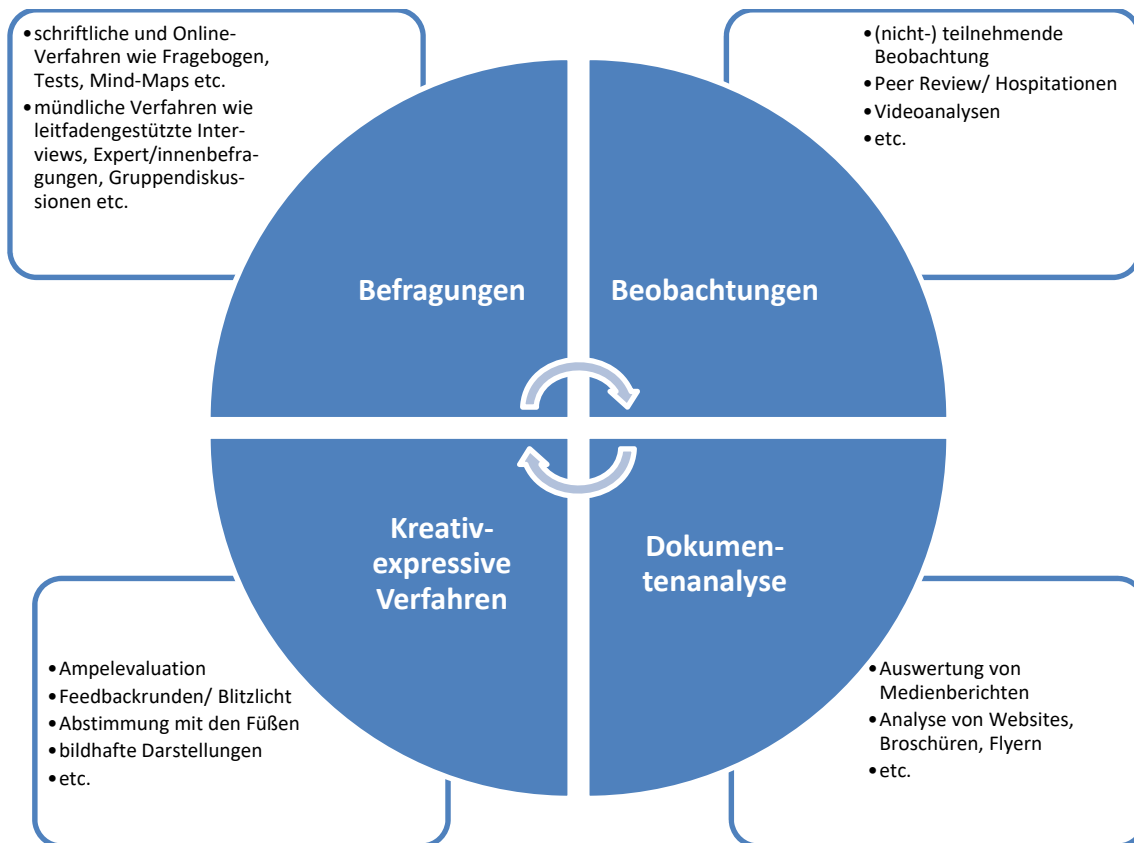 •schriftliche und Online-
Verfahren wie Fragebogen,
Tests, Mind-Maps etc.
•mündliche Verfahren wie
leitfadengestützte Inter-
views, Expert/innenbefra-
gungen, Gruppendiskus-
sionen etc.
•(nicht-) teilnehmende
Beobachtung
•Peer Review/ Hospitationen
•Videoanalysen
•etc.
Befragungen
Beobachtungen
Kreativ-
expressive
Verfahren
Dokumen-
tenanalyse
•Ampelevaluation
•Feedbackrunden/ Blitzlicht
•Abstimmung mit den Füßen
•bildhafte Darstellungen
•etc.
•Auswertung von
Medienberichten
•Analyse von Websites,
Broschüren, Flyern
•etc.